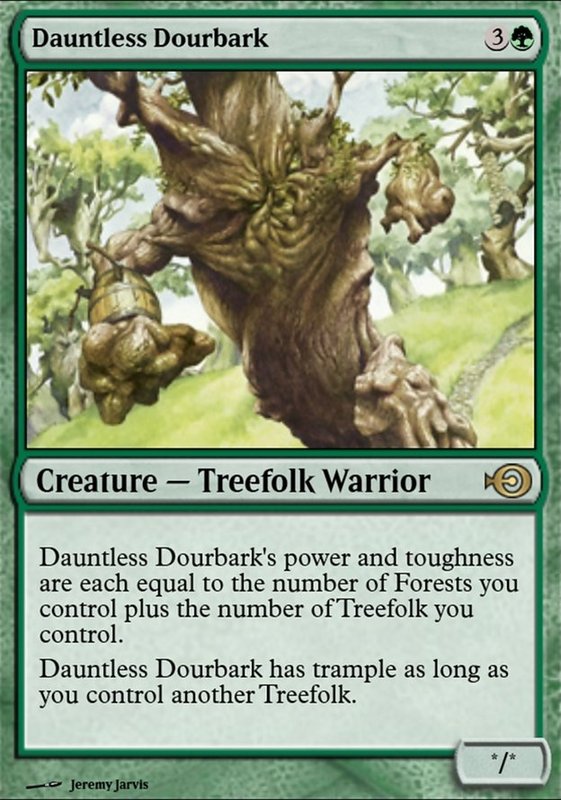 Dauntless Dourbark 3
Creature — Treefolk Warrior
Dauntless Dourbark's power and toughness
are each equal to the number of Forests you
control plus the number of Treefolk you
control.
Dauntless Dourbark has trample as long as
you control another Treefolk.
*/*
Jeremy Jarvis